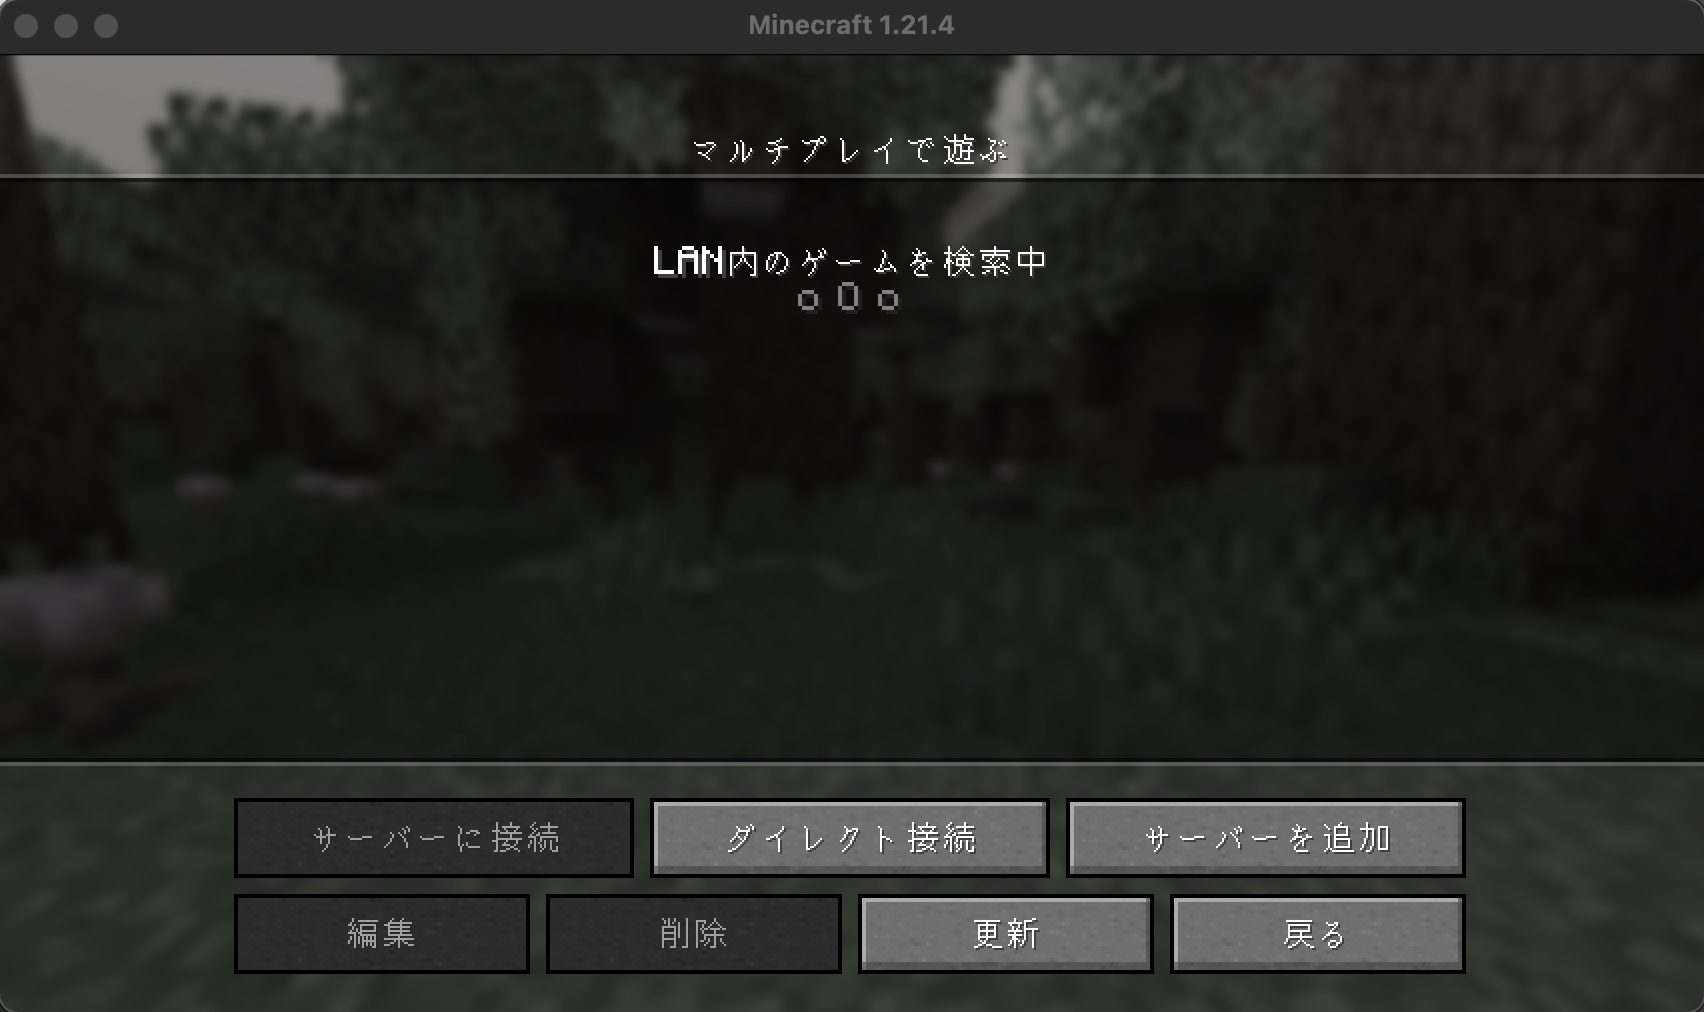 Minecraft 1.21.4
マルチプレイで遊ぶ
LAN内のゲームを検索中
o O o
サーバーに接続 ダイレクト接続 サーバーを追加
編集 削除 更新 戻る